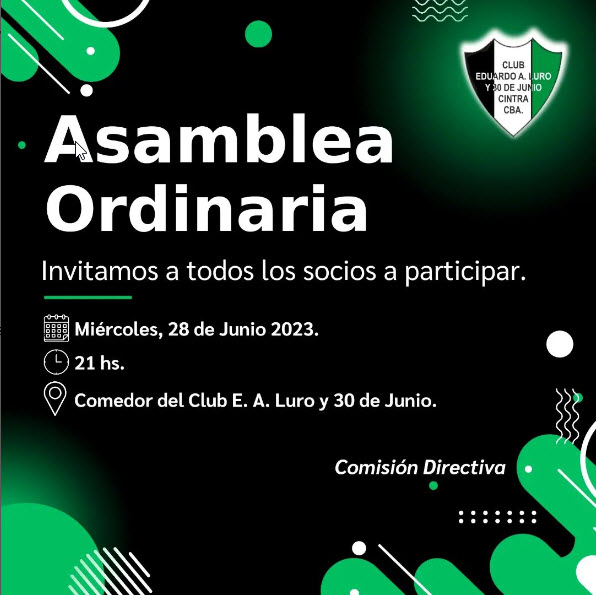 CLUB
EDUARDO A. LURO
Y 30 DE JUNIO
CINTRA
CBA.
Asamblea
Ordinaria
Invitamos a todos los socios a participar.
Miércoles, 28 de Junio 2023.
21 hs.
Comedor del Club E. A. Luro y 30 de Junio.
Comisión Directiva